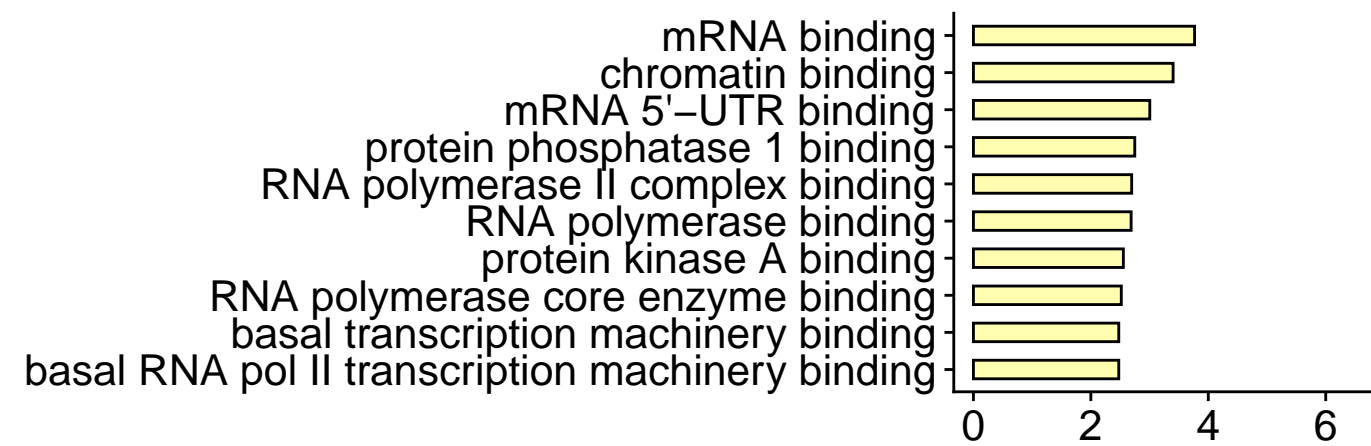 mRNA binding
chromatin binding
mRNA 5'−UTR binding
protein phosphatase 1 binding
RNA polymerase II complex binding
RNA polymerase binding
protein kinase A binding
RNA polymerase core enzyme binding
basal transcription machinery binding
basal RNA pol II transcription machinery binding
0 2 4 6